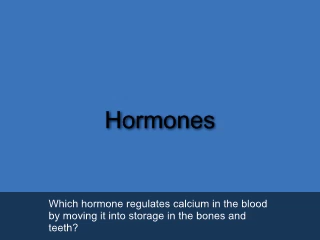 Hormones
Which hormone regulates calcium in the blood
by moving it into storage in the bones and
teeth?